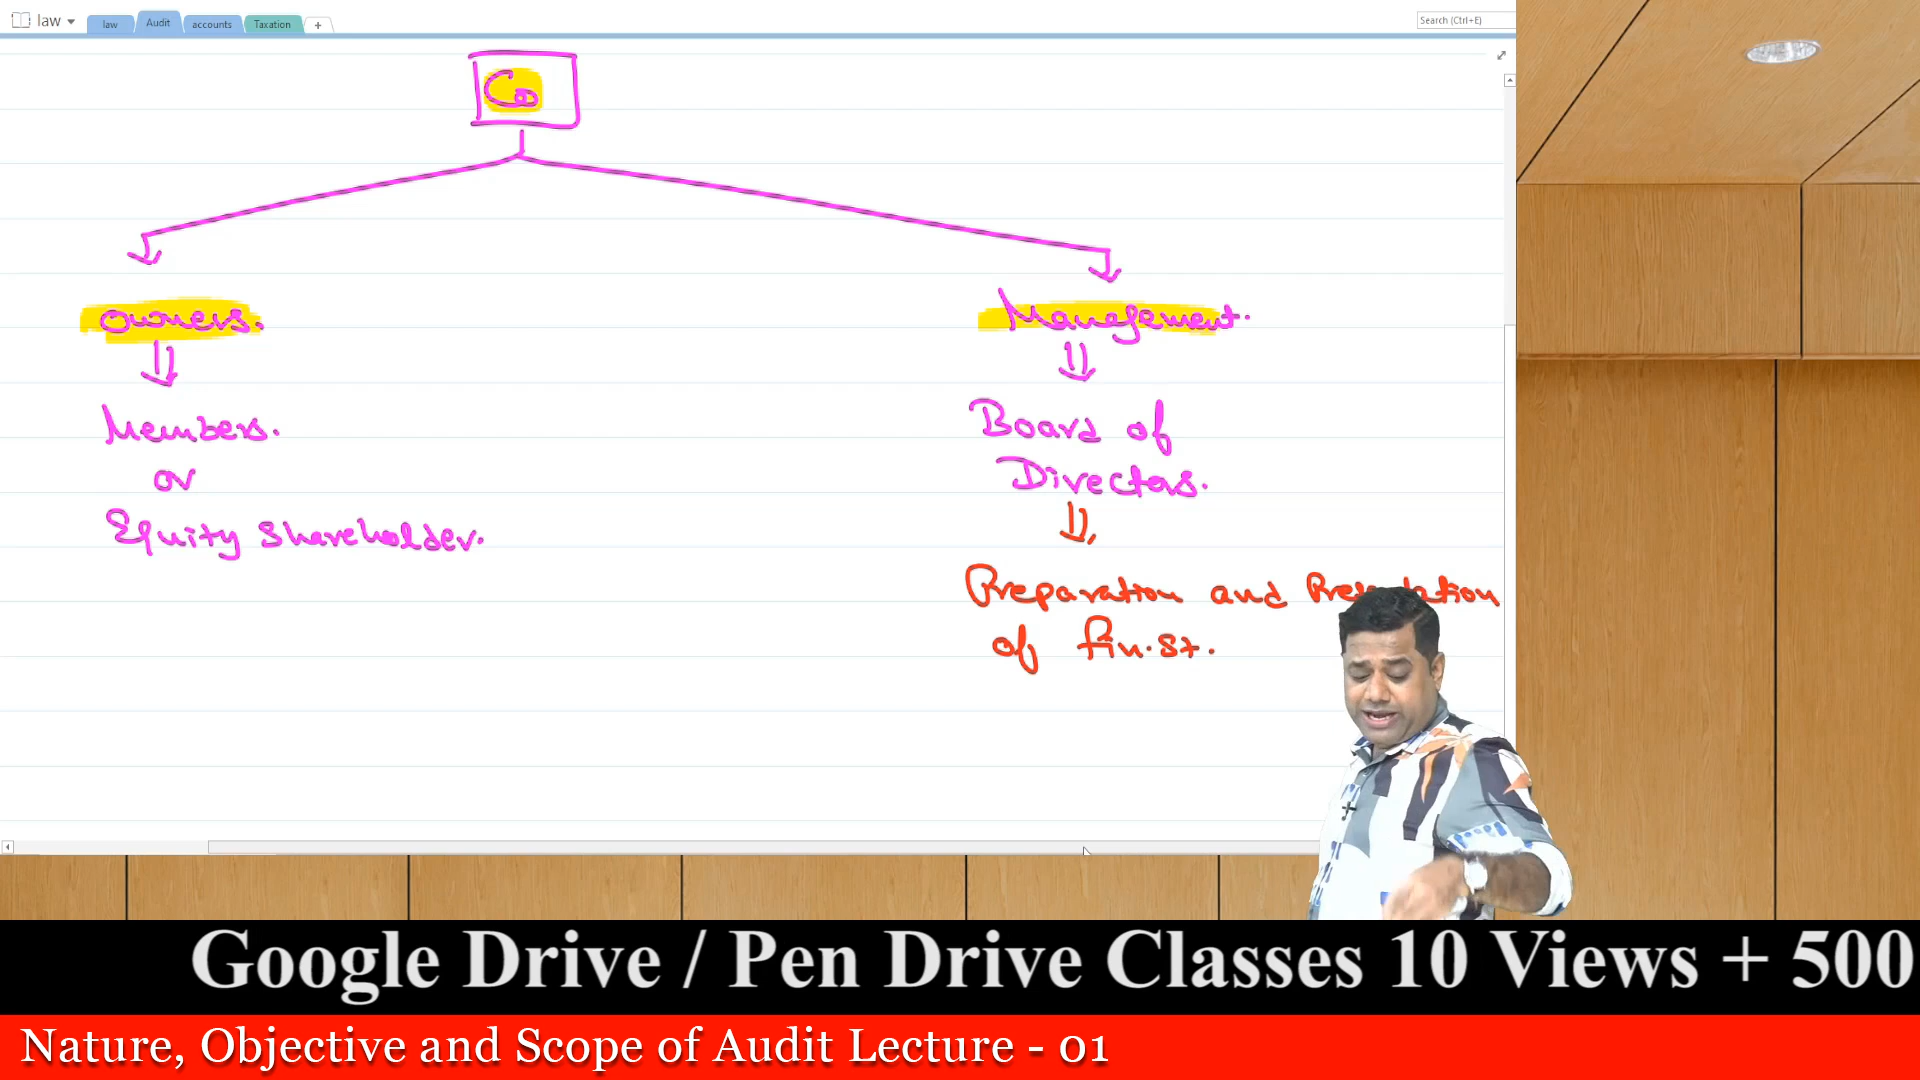 law
law Audit accounts Taxation +
Search (Ctrl+E)
Co
Owners.
Management.
Members.
or
Equity Shareholder.
Board of
Directors.
Preparation and Presentation
of fin. St.
Google Drive / Pen Drive Classes 10 Views + 500
Nature, Objective and Scope of Audit Lecture - 01